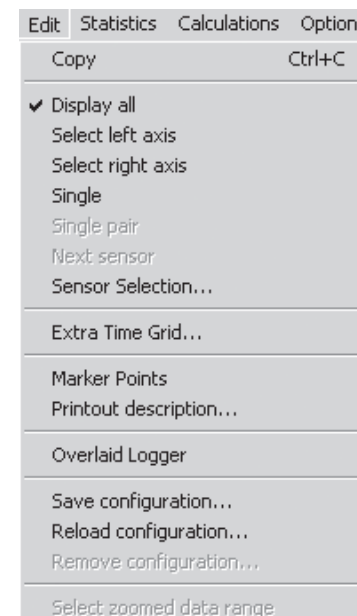 Edit Statistics Calculations Option
Copy Ctrl+C
Display all
Select left axis
Select right axis
Single
Single pair
Next sensor
Sensor Selection...
Extra Time Grid...
Marker Points
Printout description...
Overlaid Logger
Save configuration...
Reload configuration...
Remove configuration...
Select zoomed data range